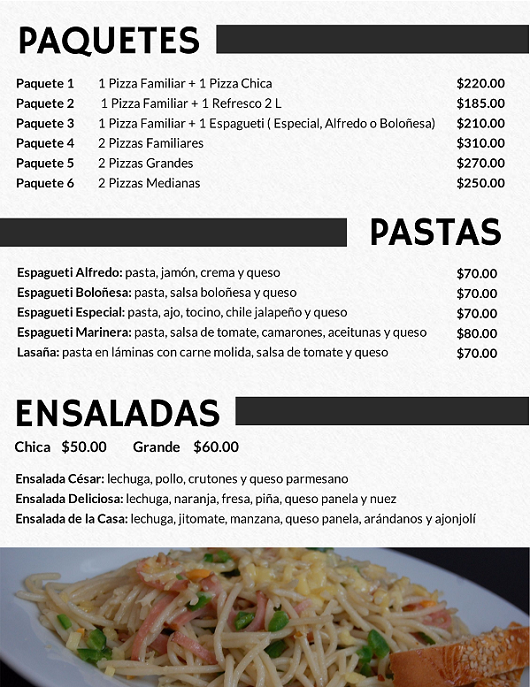 PAQUETES
Paquete 1 1 Pizza Familiar + 1 Pizza Chica $220.00
Paquete 2 1 Pizza Familiar + 1 Refresco 2 L $185.00
Paquete 3 1 Pizza Familiar + 1 Espagueti ( Especial, Alfredo o Boloñesa) $210.00
Paquete 4 2 Pizzas Familiares $310.00
Paquete 5 2 Pizzas Grandes $270.00
Paquete 6 2 Pizzas Medianas $250.00
PASTAS
Espagueti Alfredo: pasta, jamón, crema y queso $70.00
Espagueti Boloñesa: pasta, salsa boloñesa y queso $70.00
Espagueti Especial: pasta, ajo, tocino, chile jalapeño y queso $70.00
Espagueti Marinera: pasta, salsa de tomate, camarones, aceitunas y queso $80.00
Lasaña: pasta en láminas con carne molida, salsa de tomate y queso $70.00
ENSALADAS
Chica $50.00 Grande $60.00
Ensalada César: lechuga, pollo, crutones y queso parmesano
Ensalada Deliciosa: lechuga, naranja, fresa, piña, queso panela y nuez
Ensalada de la Casa: lechuga, jitomate, manzana, queso panela, arándanos y ajonjolí